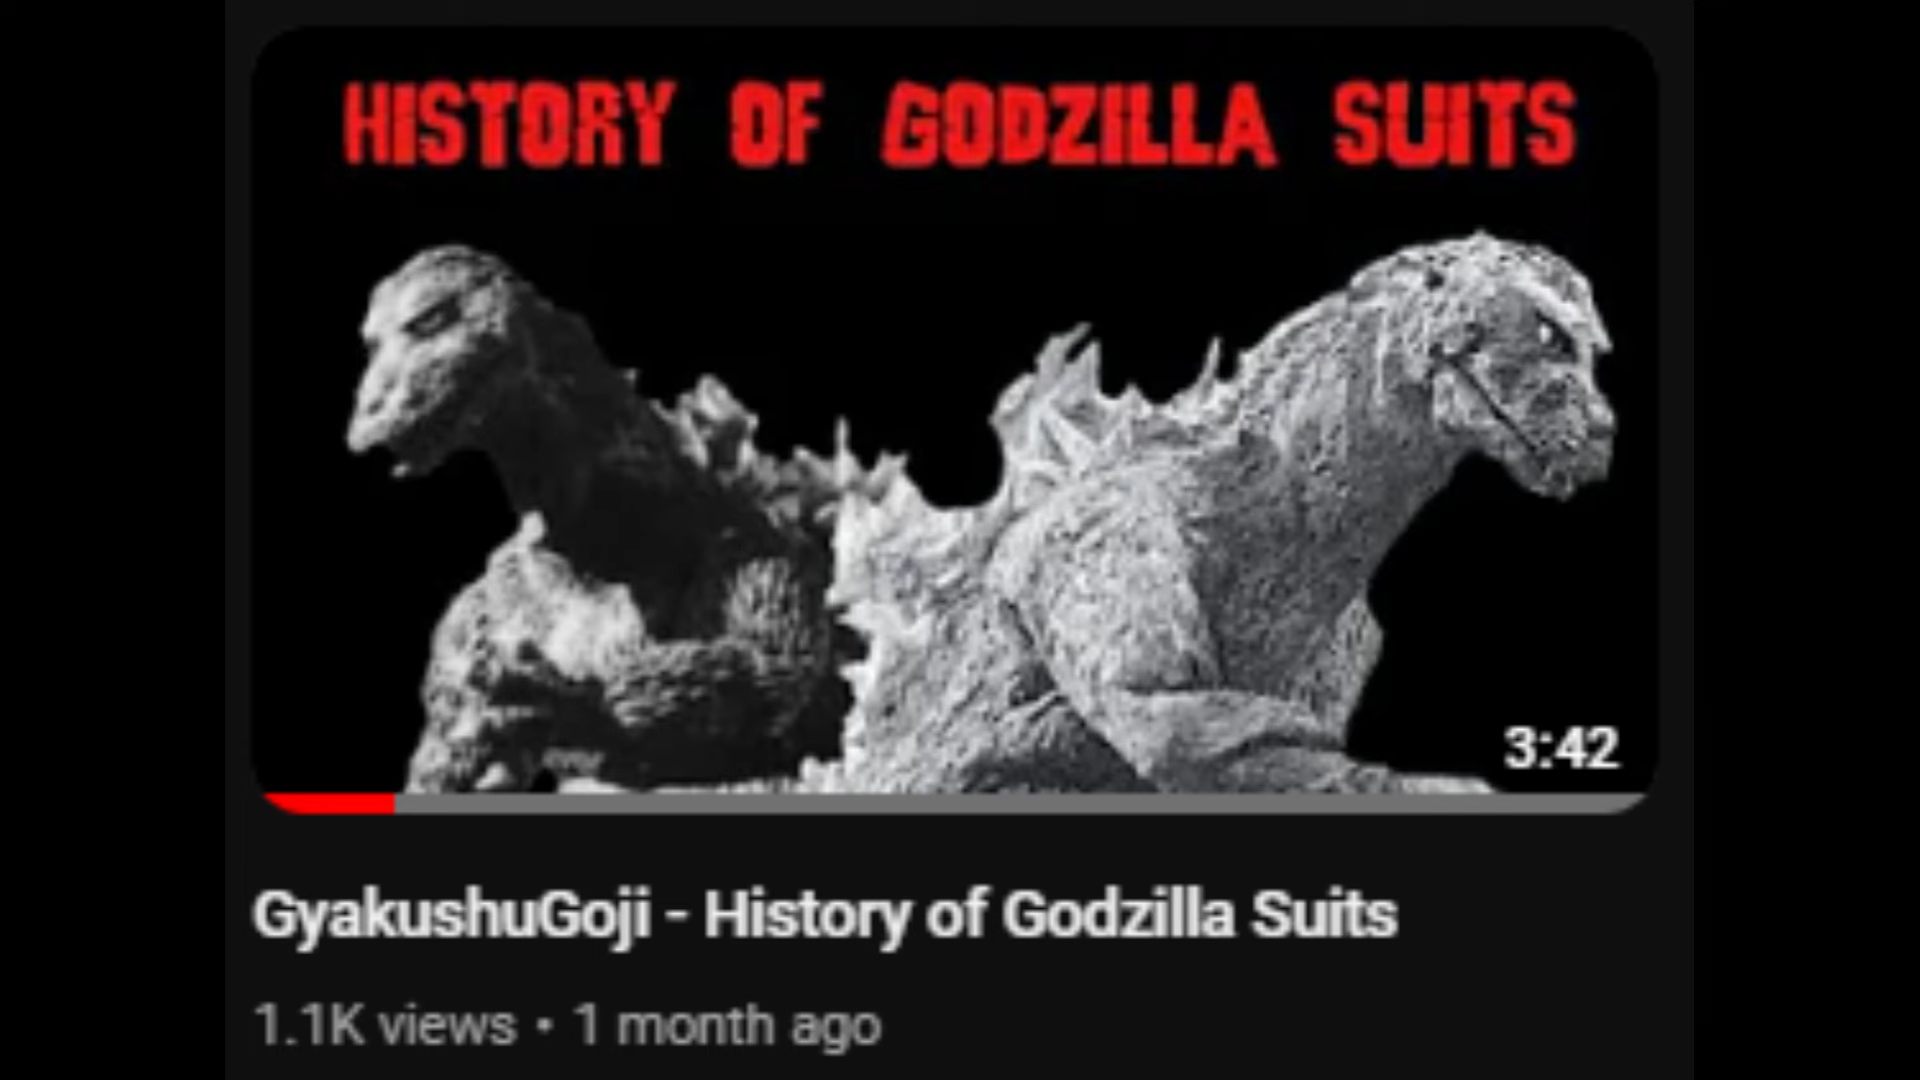 HISTORY OF GODZILLA SUITS
3:42
GyakushuGoji - History of Godzilla Suits
1.1K views • 1 month ago